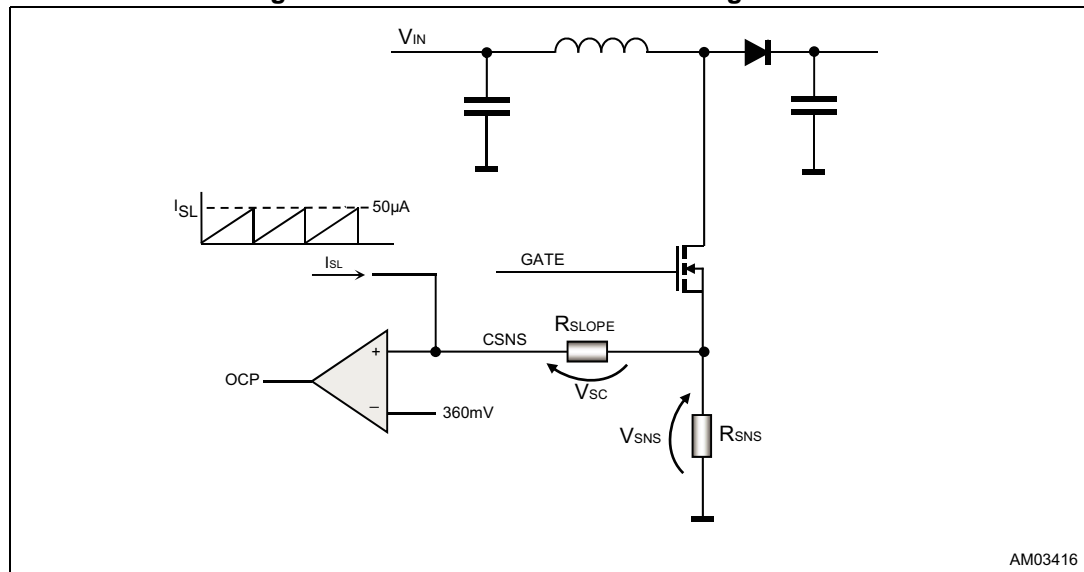 VIN
ISL
50µA
ISL
GATE
RSLOPE
CSNS
+
OCP
VSC
−
360mV
VSNS
RSNS
AM03416